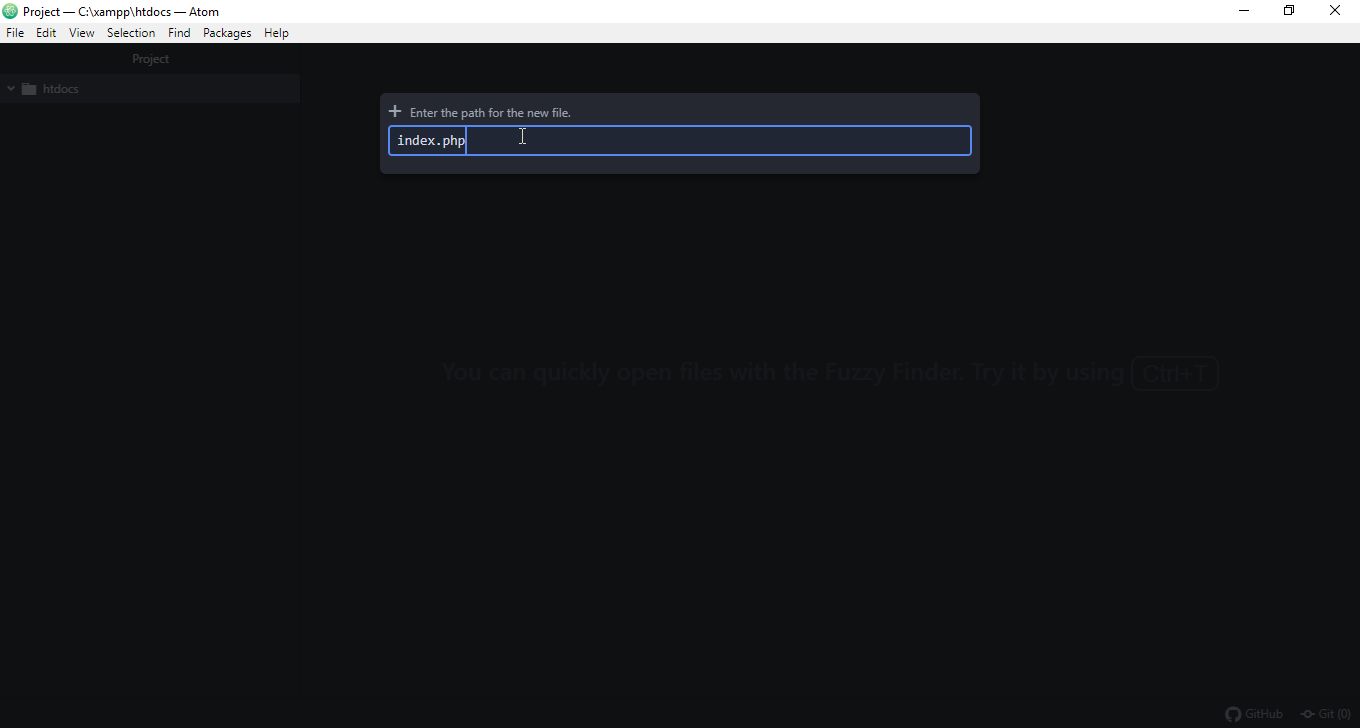 Project — C:\xampp\htdocs — Atom
File Edit View Selection Find Packages Help
Project
htdocs
Enter the path for the new file.
index.php
You can quickly open files with the Fuzzy Finder. Try it by using Ctrl+T
GitHub Git (0)